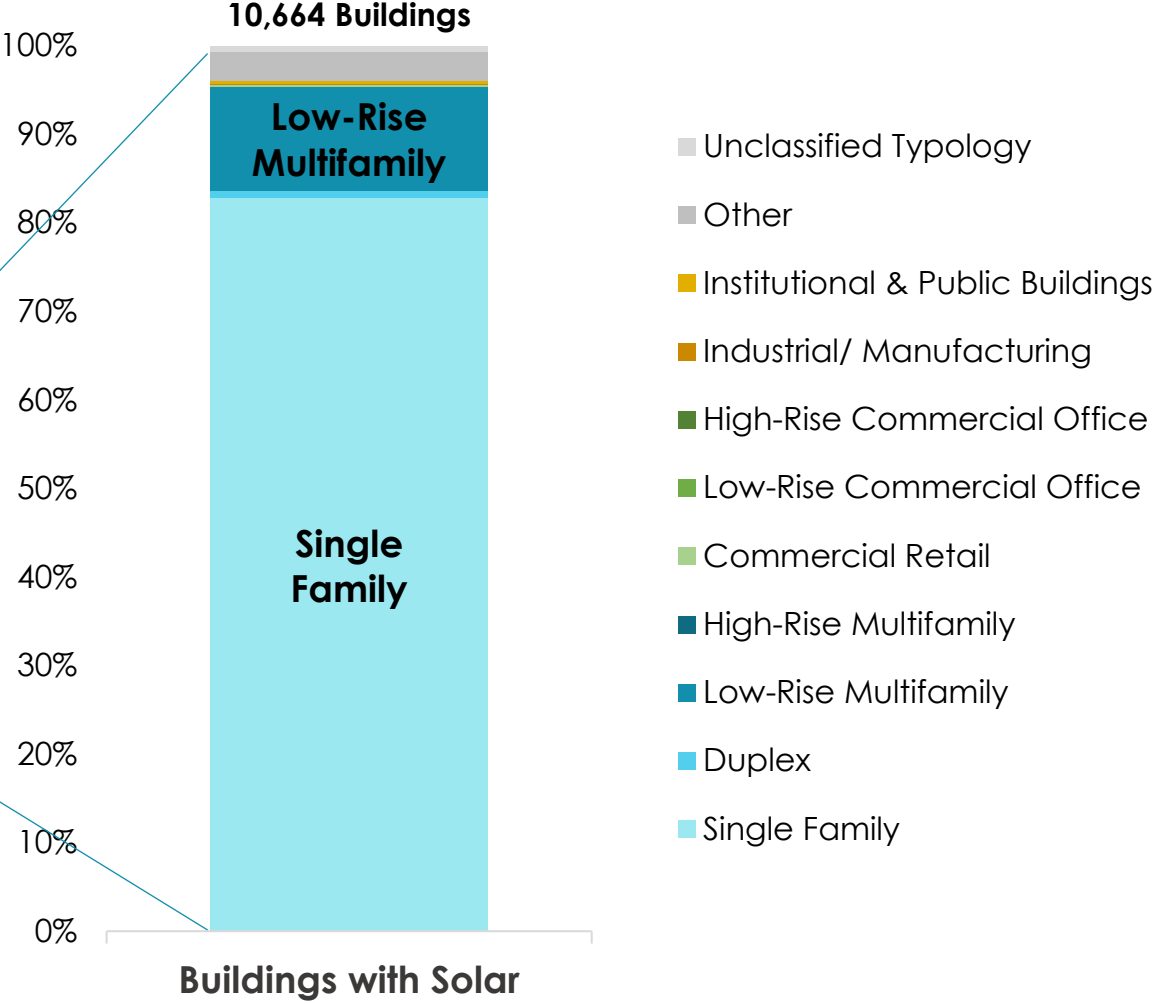 10,664 Buildings
100%
90%
80%
70%
60%
50%
40%
30%
20%
10%
0%
Low-Rise
Multifamily
Single
Family
Buildings with Solar
Unclassified Typology
Other
Institutional & Public Buildings
Industrial/ Manufacturing
High-Rise Commercial Office
Low-Rise Commercial Office
Commercial Retail
High-Rise Multifamily
Low-Rise Multifamily
Duplex
Single Family